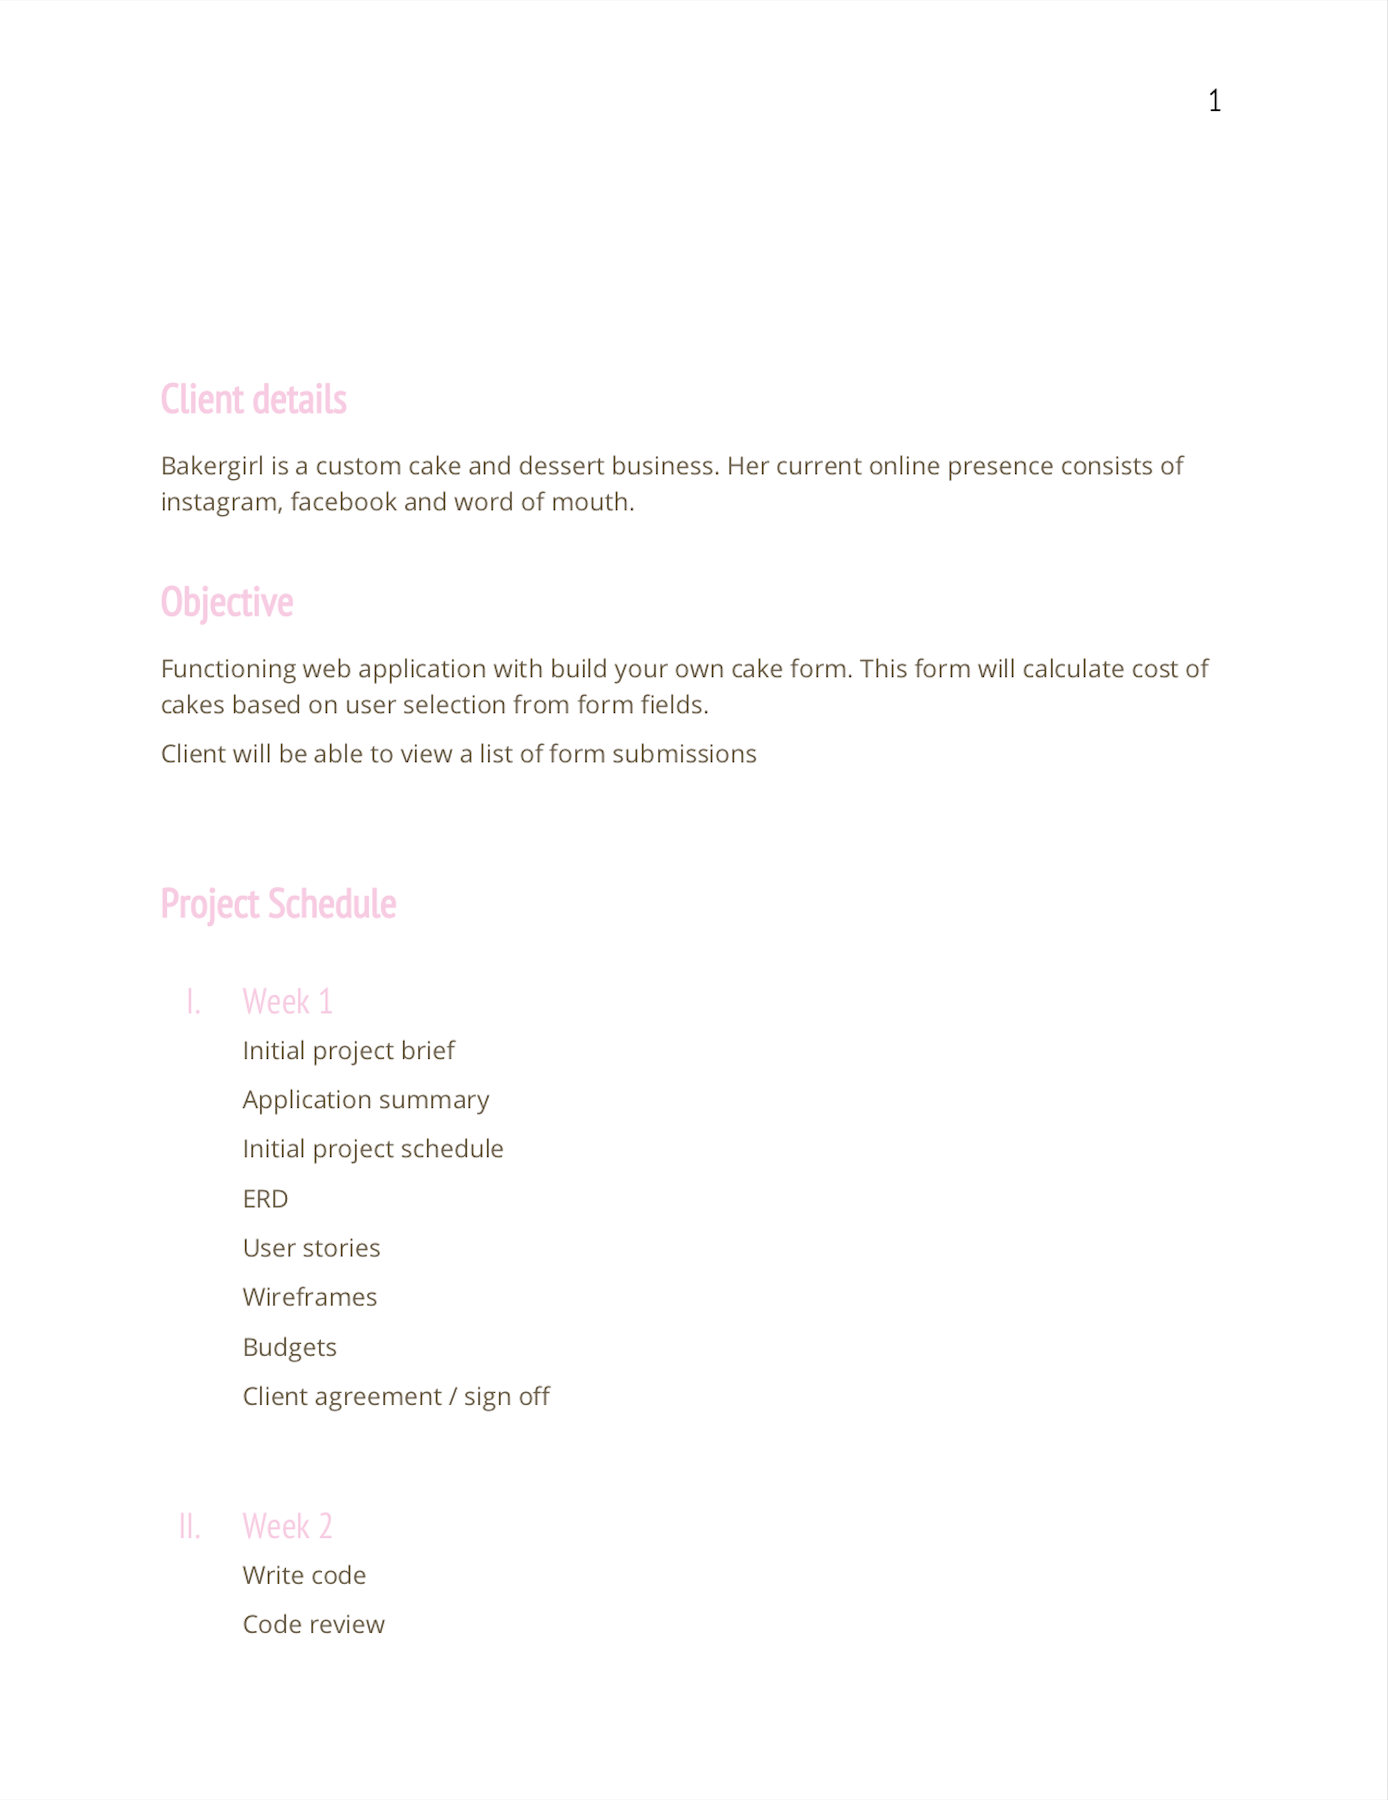 1
Client details
Bakergirl is a custom cake and dessert business. Her current online presence consists of
instagram, facebook and word of mouth.
Objective
Functioning web application with build your own cake form. This form will calculate cost of
cakes based on user selection from form fields.
Client will be able to view a list of form submissions
Project Schedule
I. Week 1
Initial project brief
Application summary
Initial project schedule
ERD
User stories
Wireframes
Budgets
Client agreement / sign off
II. Week 2
Write code
Code review